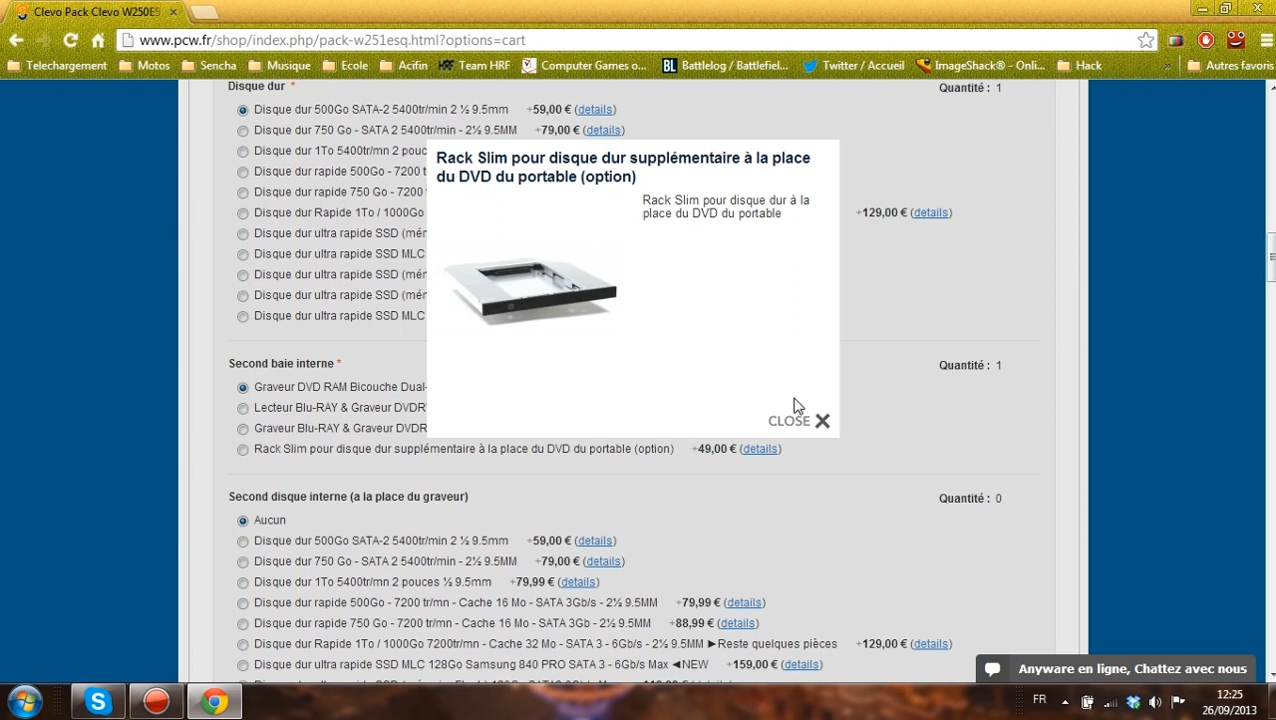 Clevo Pack Clevo W250ES
www.pcw.fr/shop/index.php/pack-w251esq.html?options=cart
Telechargement Motos Sencha Musique Ecole Acifin Team HRF Computer Games o... Battlelog / Battlefiel... Twitter / Accueil ImageShack® - Onli... Hack » Autres favoris
Disque dur * Quantité : 1
Disque dur 500Go SATA-2 5400tr/min 2 ½ 9.5mm +59,00 € (details)
Disque dur 750 Go - SATA 2 5400tr/min - 2½ 9.5MM +79,00 € (details)
Disque dur 1To 5400tr/mn 2 pouc
Disque dur rapide 500Go - 7200 t
Disque dur rapide 750 Go - 7200
Disque dur Rapide 1To / 1000Go +129,00 € (details)
Disque dur ultra rapide SSD (mér
Disque dur ultra rapide SSD MLC
Disque dur ultra rapide SSD (mér
Disque dur ultra rapide SSD (mér
Disque dur ultra rapide SSD MLC
Rack Slim pour disque dur supplémentaire à la place
du DVD du portable (option)
Rack Slim pour disque dur à la
place du DVD du portable
CLOSE
Second baie interne * Quantité : 1
Graveur DVD RAM Bicouche Dual-
Lecteur Blu-RAY & Graveur DVDR
Graveur Blu-RAY & Graveur DVDR
Rack Slim pour disque dur supplémentaire à la place du DVD du portable (option) +49,00 € (details)
Second disque interne (a la place du graveur) Quantité : 0
Aucun
Disque dur 500Go SATA-2 5400tr/min 2 ½ 9.5mm +59,00 € (details)
Disque dur 750 Go - SATA 2 5400tr/min - 2½ 9.5MM +79,00 € (details)
Disque dur 1To 5400tr/mn 2 pouces ½ 9.5mm +79,99 € (details)
Disque dur rapide 500Go - 7200 tr/mn - Cache 16 Mo - SATA 3Gb/s - 2½ 9.5MM +79,99 € (details)
Disque dur rapide 750 Go - 7200 tr/mn - Cache 16 Mo - SATA 3Gb - 2½ 9.5MM +88,99 € (details)
Disque dur Rapide 1To / 1000Go 7200tr/mn - Cache 32 Mo - SATA 3 - 6Gb/s - 2½ 9.5MM ►Reste quelques pièces +129,00 € (details)
Disque dur ultra rapide SSD MLC 128Go Samsung 840 PRO SATA 3 - 6Gb/s Max ◄NEW +159,00 € (details)
Anyware en ligne, Chattez avec nous
FR
12:25
26/09/2013